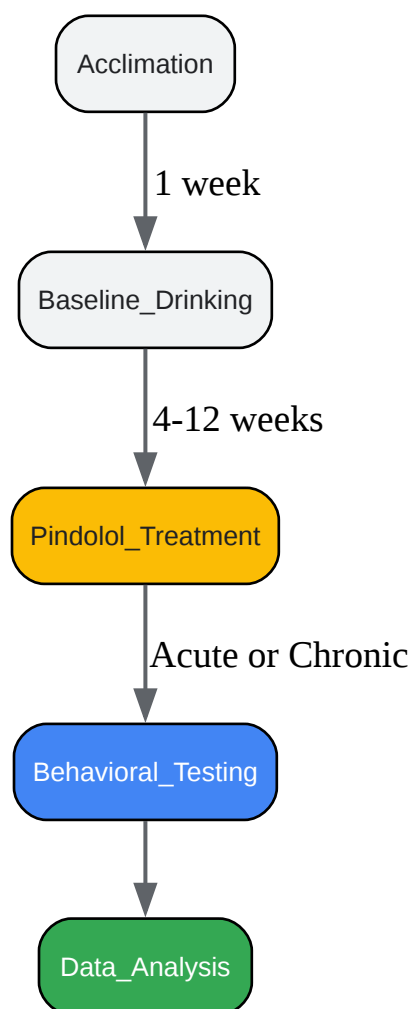 Acclimation
1 week
Baseline_Drinking
4-12 weeks
Pindolol_Treatment
Acute or Chronic
Behavioral_Testing
Data_Analysis